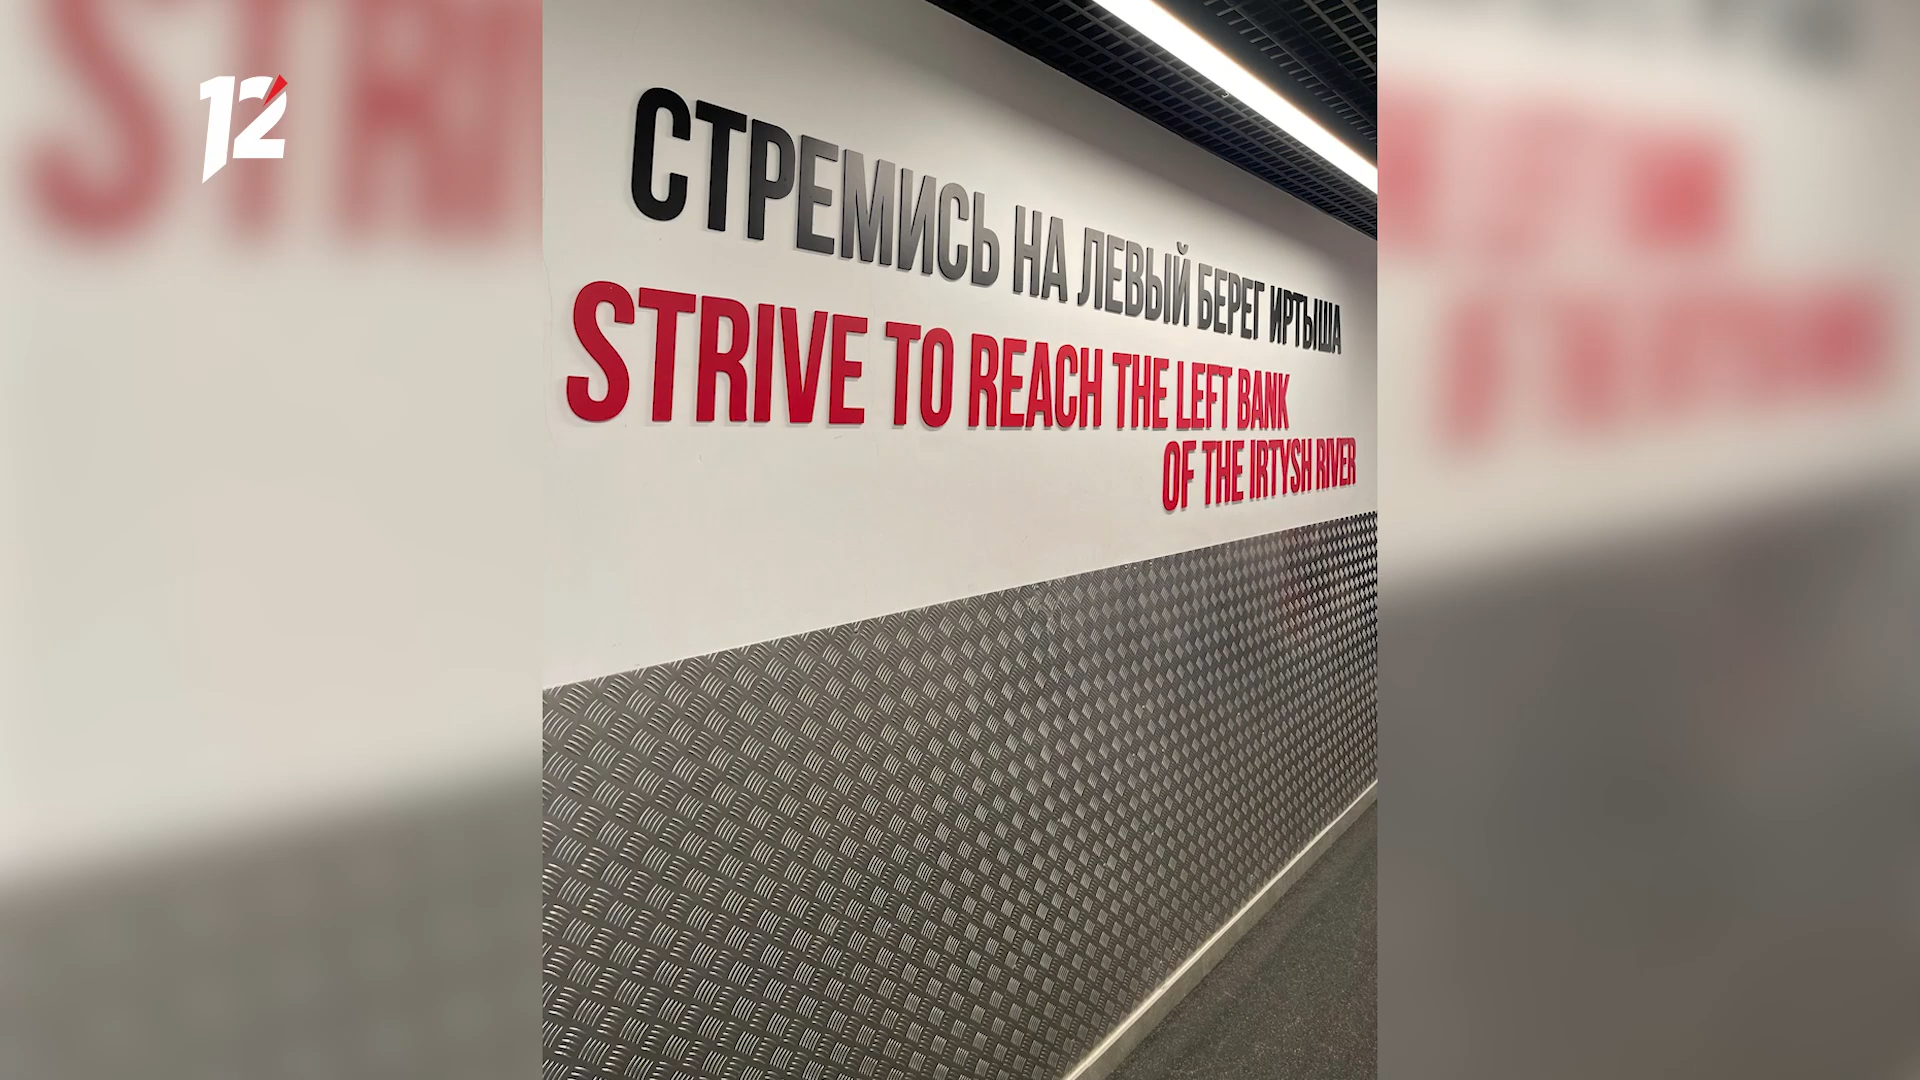 12
СТРЕМИСЬ НА ЛЕВЫЙ БЕРЕГ ИРТЫША
STRIVE TO REACH THE LEFT BANK
OF THE IRTYSH RIVER